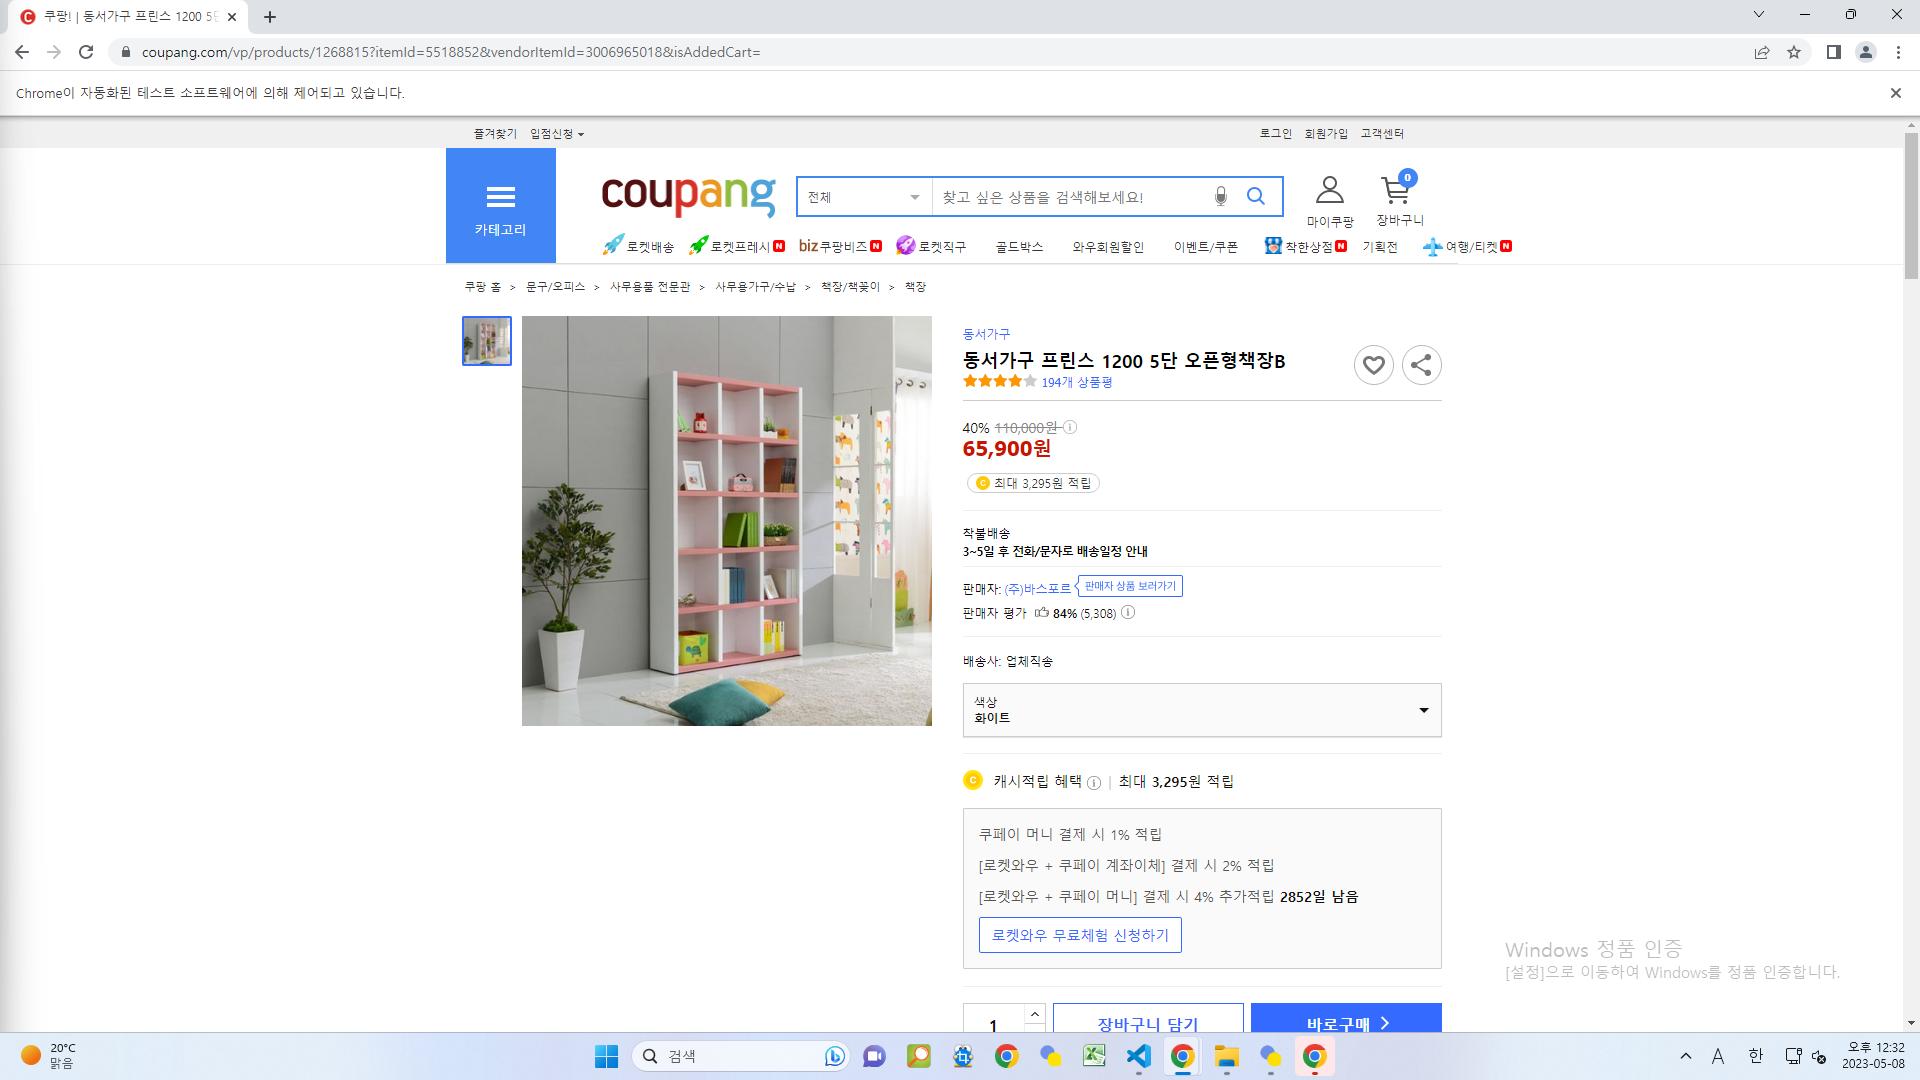 쿠팡! | 동서가구 프린스 1200 5단
coupang.com/vp/products/1268815?itemId=5518852&vendorItemId=3006965018&isAddedCart=
Chrome이 자동화된 테스트 소프트웨어에 의해 제어되고 있습니다.
즐겨찾기 입점신청 로그인 회원가입 고객센터
카테고리
coupang
전체
찾고 싶은 상품을 검색해보세요!
마이쿠팡
0
장바구니
로켓배송 로켓프레시 N biz 쿠팡비즈 N 로켓직구 골드박스 와우회원할인 이벤트/쿠폰 착한상점 N 기획전 여행/티켓 N
쿠팡 홈 > 문구/오피스 > 사무용품 전문관 > 사무용가구/수납 > 책장/책꽂이 > 책장
동서가구
동서가구 프린스 1200 5단 오픈형책장B
194개 상품평
40% 110,000원
65,900원
최대 3,295원 적립
착불배송
3~5일 후 전화/문자로 배송일정 안내
판매자: (주)바스포르 판매자 상품 보러가기
판매자 평가 84% (5,308)
배송사: 업체직송
색상
화이트
캐시적립 혜택 | 최대 3,295원 적립
쿠페이 머니 결제 시 1% 적립
[로켓와우 + 쿠페이 계좌이체] 결제 시 2% 적립
[로켓와우 + 쿠페이 머니] 결제 시 4% 추가적립 2852일 남음
로켓와우 무료체험 신청하기
1
장바구니 담기
바로구매
Windows 정품 인증
[설정]으로 이동하여 Windows를 정품 인증합니다.
20°C
맑음
검색
A 한
오후 12:32
2023-05-08